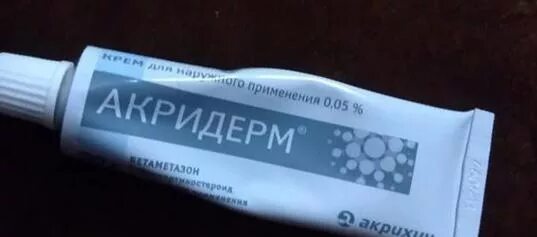 КРЕМ для наружного применения 0,05 %
АКРИДЕРМ®
БЕТАМЕТАЗОН
акрихин